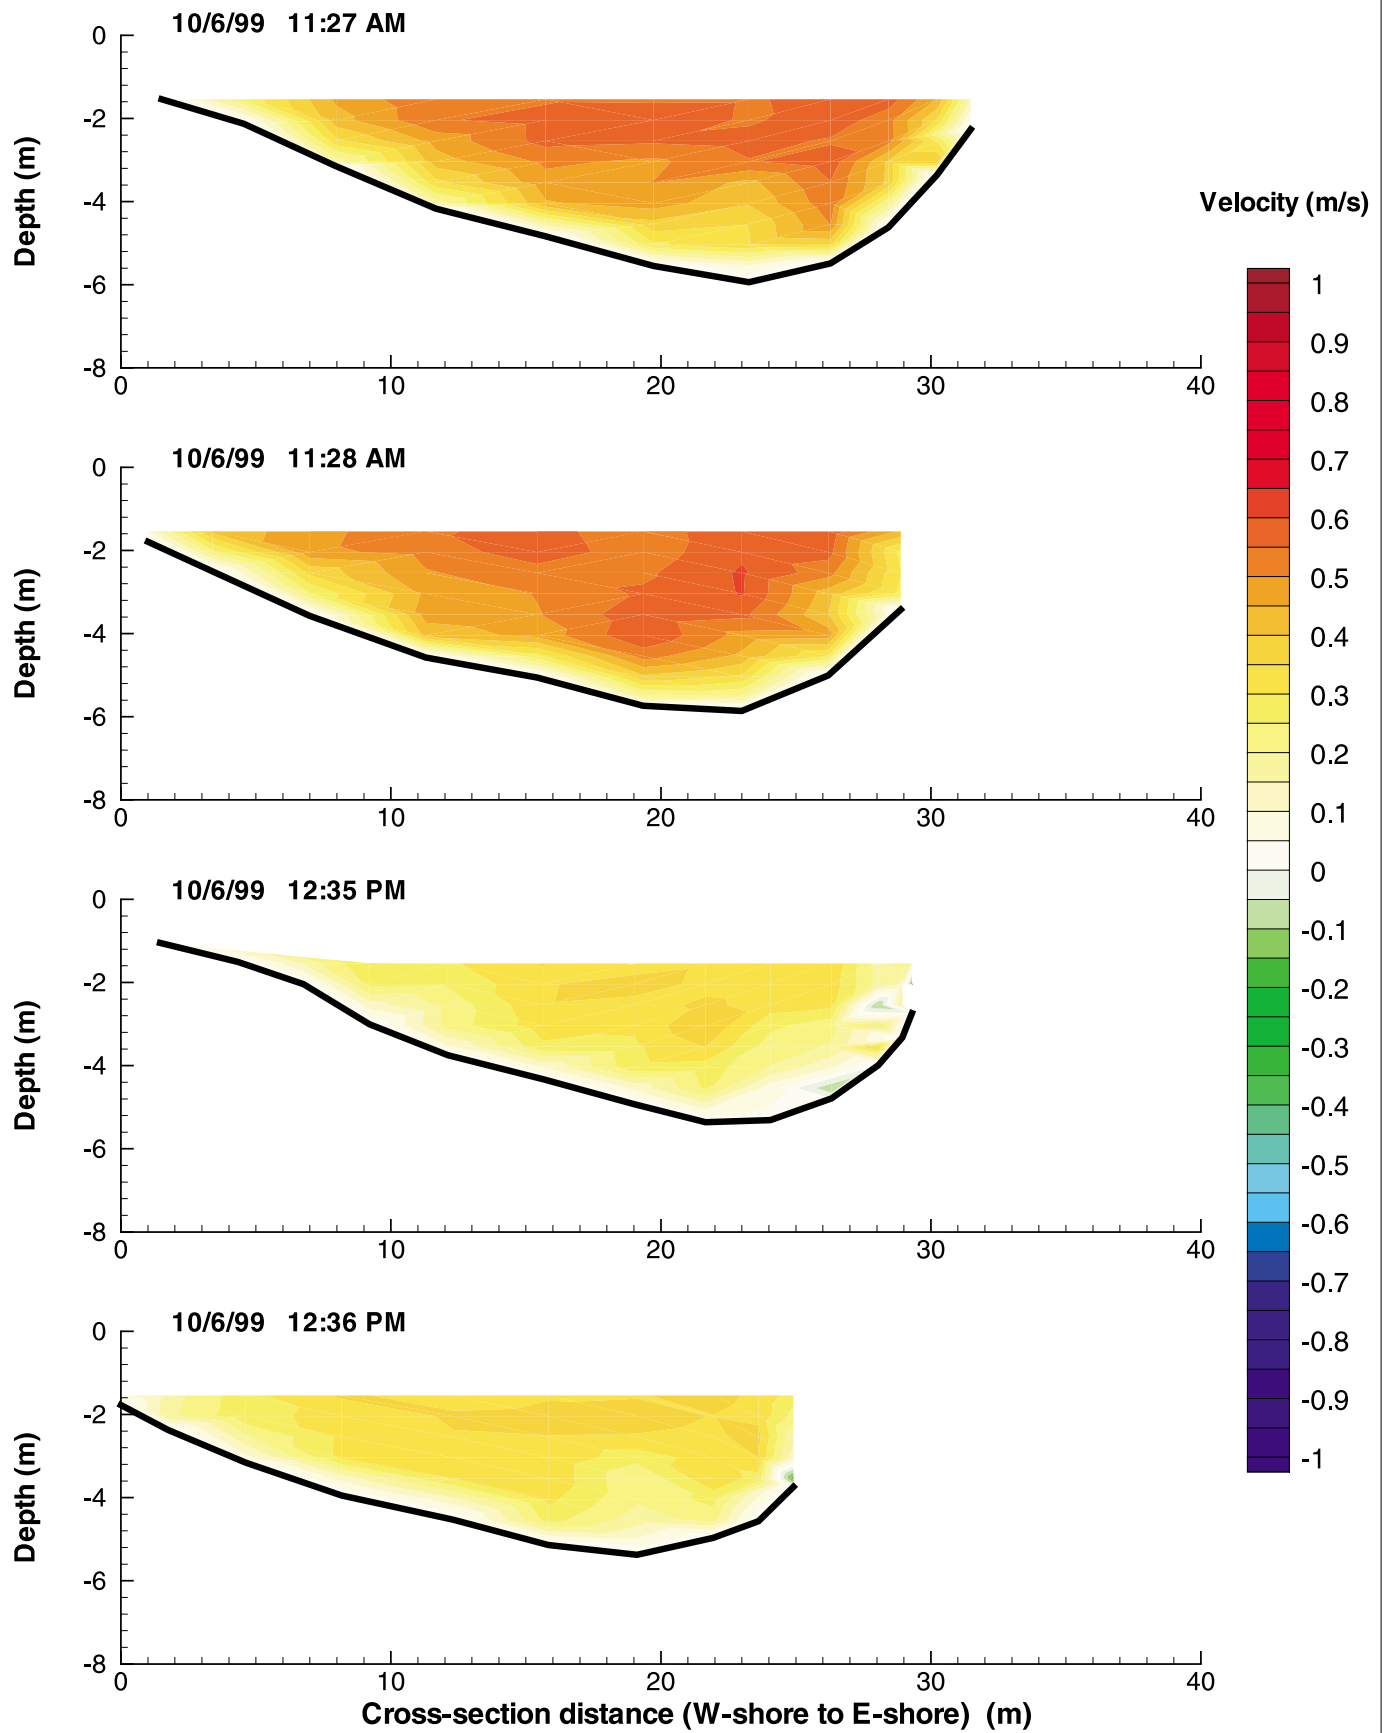 10/6/99 11:27 AM
0
-2
-4
-6
-8
Depth (m)
0 10 20 30 40
10/6/99 11:28 AM
0
-2
-4
-6
-8
Depth (m)
0 10 20 30 40
10/6/99 12:35 PM
0
-2
-4
-6
-8
Depth (m)
0 10 20 30 40
10/6/99 12:36 PM
0
-2
-4
-6
-8
Depth (m)
0 10 20 30 40
Cross-section distance (W-shore to E-shore) (m)
Velocity (m/s)
1
0.9
0.8
0.7
0.6
0.5
0.4
0.3
0.2
0.1
0
-0.1
-0.2
-0.3
-0.4
-0.5
-0.6
-0.7
-0.8
-0.9
-1